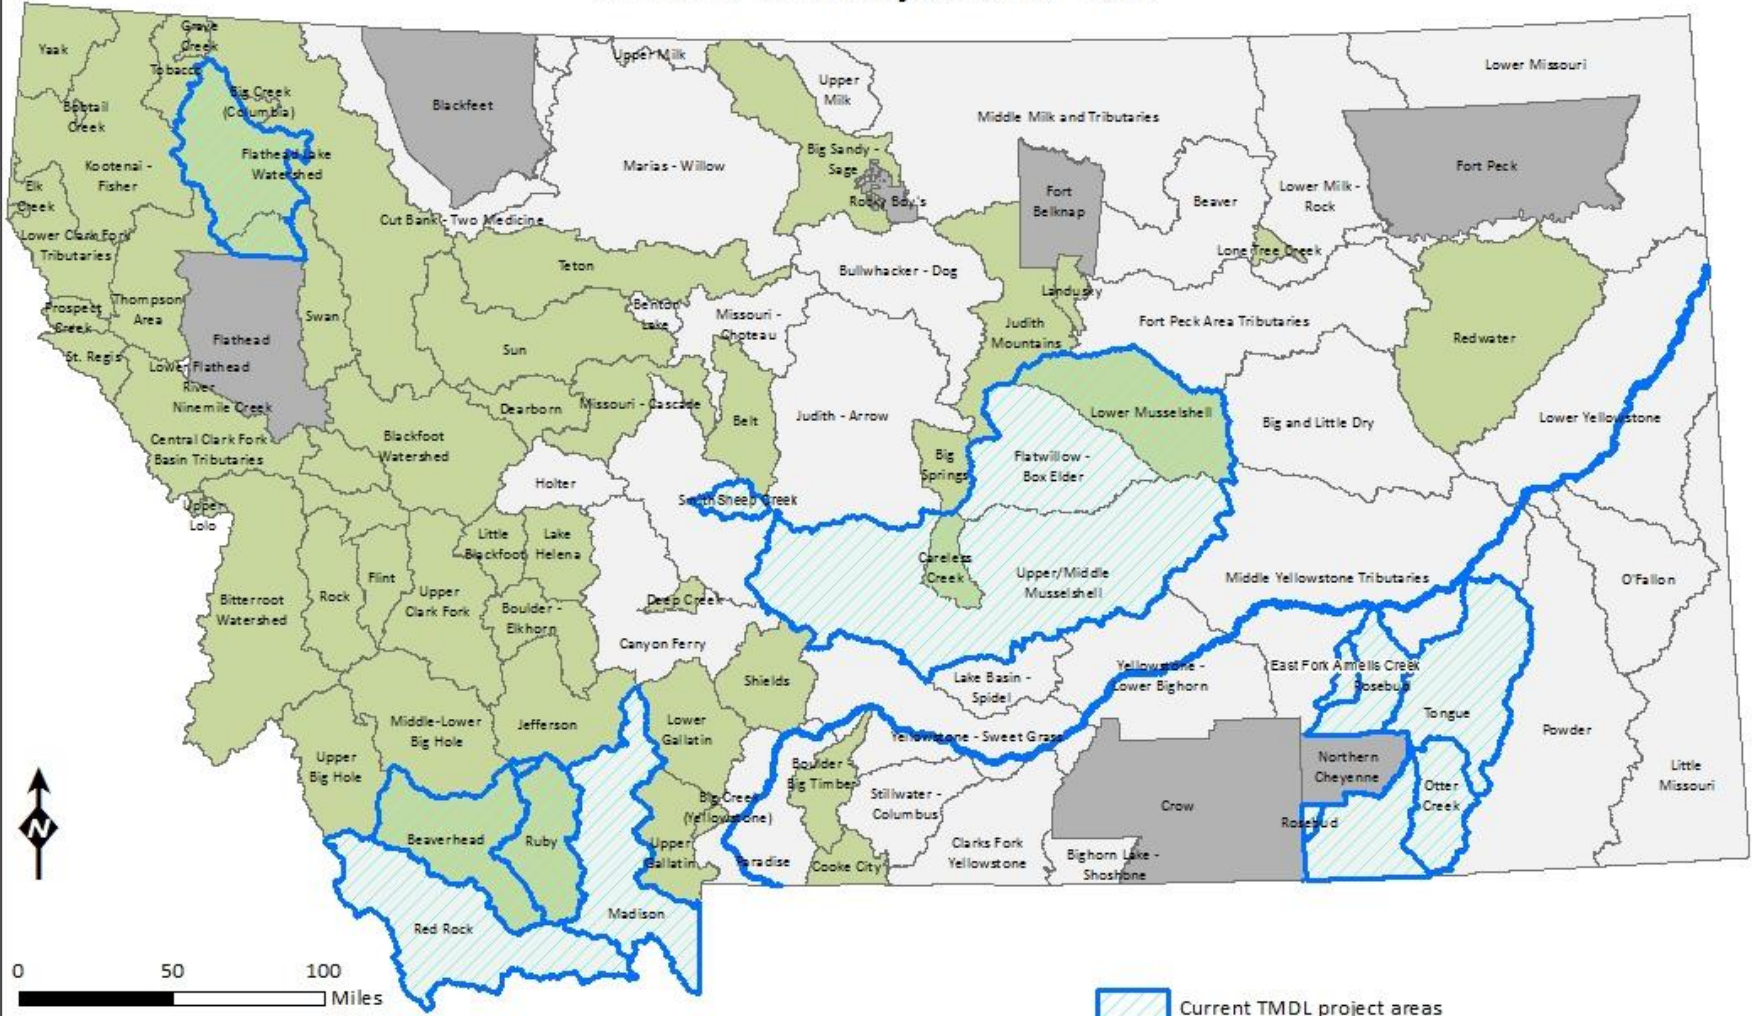 Yaak
Grave
Creek
Tobacco
Big Creek
(Columbia)
Bobtail
Creek
Kootenai -
Fisher
Elk
Creek
Flathead Lake
Watershed
Lower Clark Fork
Tributaries
Thompson
Area
Prospect
Creek
St. Regis
Flathead
Lower Flathead
River
Ninemile Creek
Swan
Central Clark Fork
Basin Tributaries
Upper
Lolo
Blackfeet
Cut Bank - Two Medicine
Upper Milk
Marias - Willow
Upper
Milk
Big Sandy -
Sage
Rocky Boy's
Middle Milk and Tributaries
Fort
Belknap
Beaver
Lower Milk -
Rock
Lower Missouri
Fort Peck
Lone Tree Creek
Teton
Sun
Benton
Lake
Missouri -
Choteau
Bullwhacker - Dog
Landusky
Judith
Mountains
Fort Peck Area Tributaries
Redwater
Dearborn
Missouri - Cascade
Belt
Judith - Arrow
Lower Musselshell
Big and Little Dry
Lower Yellowstone
Blackfoot
Watershed
Holter
Big
Springs
Flatwillow -
Box Elder
Smith Sheep Creek
Bitterroot
Watershed
Rock
Flint
Upper
Clark Fork
Little
Blackfoot
Lake
Helena
Boulder -
Elkhorn
Deep Creek
Canyon Ferry
Careless
Creek
Upper/Middle
Musselshell
Middle Yellowstone Tributaries
O'Fallon
Shields
Lake Basin -
Spidel
Yellowstone -
Lower Bighorn
East Fork Armells Creek
Rosebud
Tongue
Powder
Little
Missouri
Middle-Lower
Big Hole
Jefferson
Lower
Gallatin
Upper
Big Hole
Yellowstone - Sweet Grass
Boulder -
Big Timber
Big Creek
(Yellowstone)
Stillwater -
Columbus
Clarks Fork
Yellowstone
Crow
Northern
Cheyenne
Otter
Creek
Rosebud
Beaverhead
Ruby
Upper
Gallatin
Paradise
Cooke City
Bighorn Lake -
Shoshone
Red Rock
Madison
N
0 50 100
Miles
Current TMDL project areas